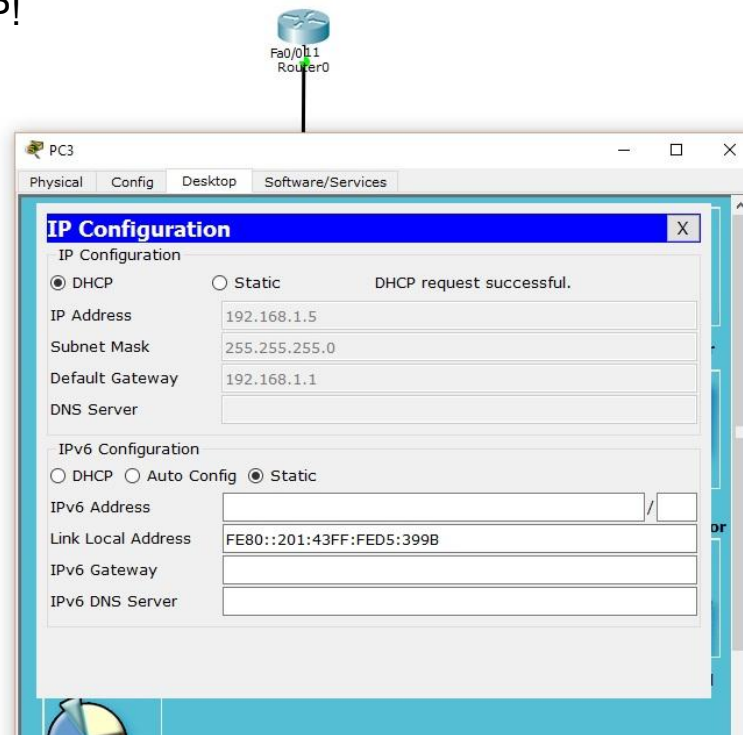 P!
Fa0/0 11
Router0
PC3
Physical Config Desktop Software/Services
IP Configuration X
IP Configuration
DHCP Static DHCP request successful.
IP Address 192.168.1.5
Subnet Mask 255.255.255.0
Default Gateway 192.168.1.1
DNS Server
IPv6 Configuration
DHCP Auto Config Static
IPv6 Address /
Link Local Address FE80::201:43FF:FED5:399B
IPv6 Gateway
IPv6 DNS Server
or